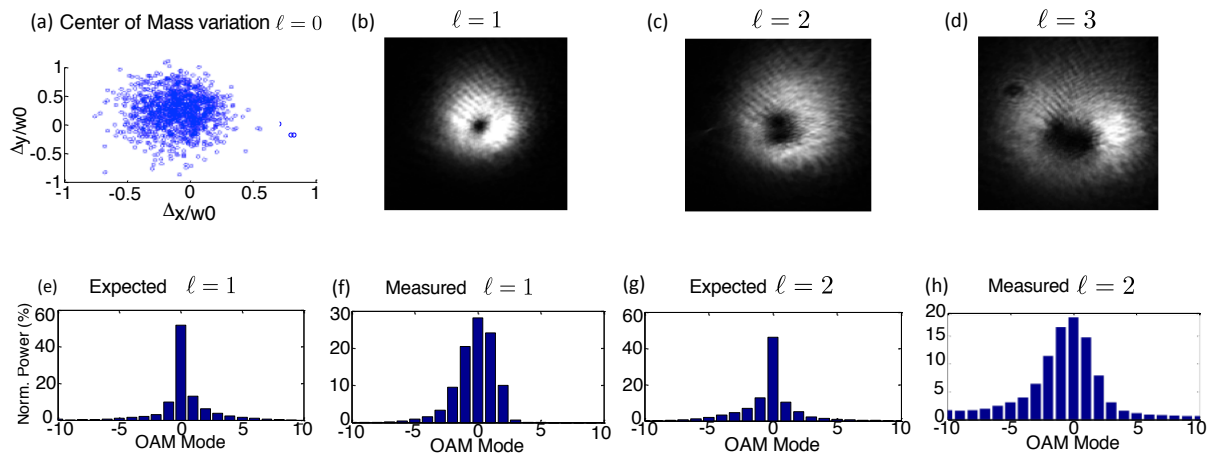 (a) Center of Mass variation ℓ = 0
1
0.5
0
-0.5
-1
Δy/w0
-1 -0.5 0 0.5 1
Δx/w0
(b) ℓ = 1
(c) ℓ = 2
(d) ℓ = 3
(e) Expected ℓ = 1
Norm. Power (%)
60
40
20
0
-10 -5 0 5 10
OAM Mode
(f) Measured ℓ = 1
30
20
10
0
-10 -5 0 5 10
OAM Mode
(g) Expected ℓ = 2
60
40
20
0
-10 -5 0 5 10
OAM Mode
(h) Measured ℓ = 2
20
15
10
5
0
-10 -5 0 5 10
OAM Mode